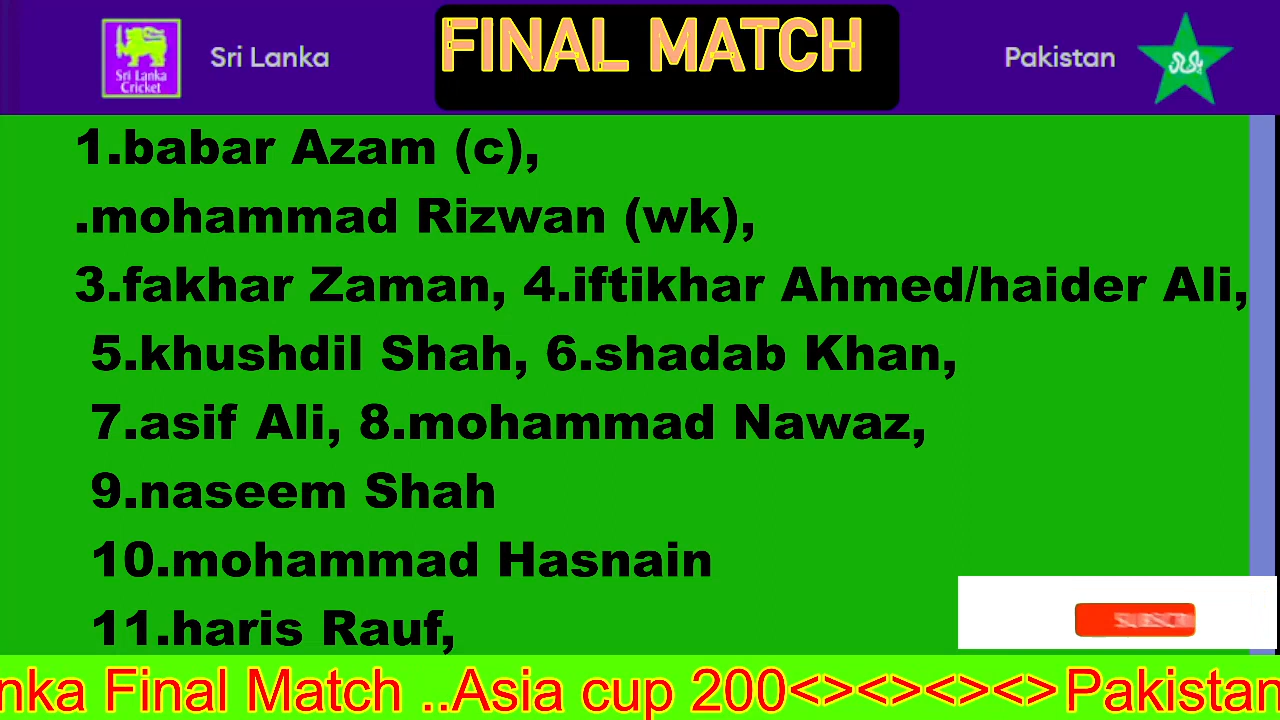 Sri Lanka
Cricket
Sri Lanka
FINAL MATCH
Pakistan
1.babar Azam (c),
.mohammad Rizwan (wk),
3.fakhar Zaman, 4.iftikhar Ahmed/haider Ali,
5.khushdil Shah, 6.shadab Khan,
7.asif Ali, 8.mohammad Nawaz,
9.naseem Shah
10.mohammad Hasnain
11.haris Rauf,
SUBSCRI
nka Final Match ..Asia cup 200<><><><>Pakistan